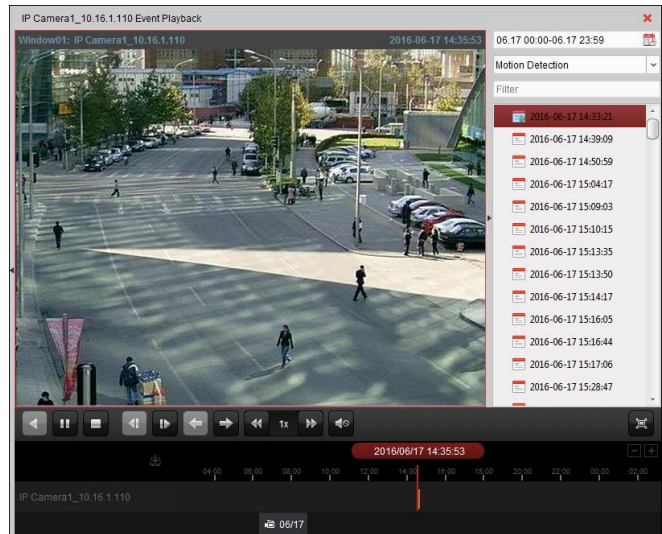 IP Camera1_10.16.1.110 Event Playback
Window01: IP Camera1_10.16.1.110 2016-06-17 14:35:53
06.17 00:00-06.17 23:59
Motion Detection
Filter
2016-06-17 14:33:21
2016-06-17 14:39:09
2016-06-17 14:50:59
2016-06-17 15:04:17
2016-06-17 15:09:03
2016-06-17 15:10:15
2016-06-17 15:13:35
2016-06-17 15:13:50
2016-06-17 15:14:17
2016-06-17 15:16:05
2016-06-17 15:16:44
2016-06-17 15:17:06
2016-06-17 15:28:47
1x
2016/06/17 14:35:53
04:00 06:00 08:00 10:00 12:00 14:00 16:00 18:00 20:00 22:00 00:00 02:00
IP Camera1_10.16.1.110
06/17